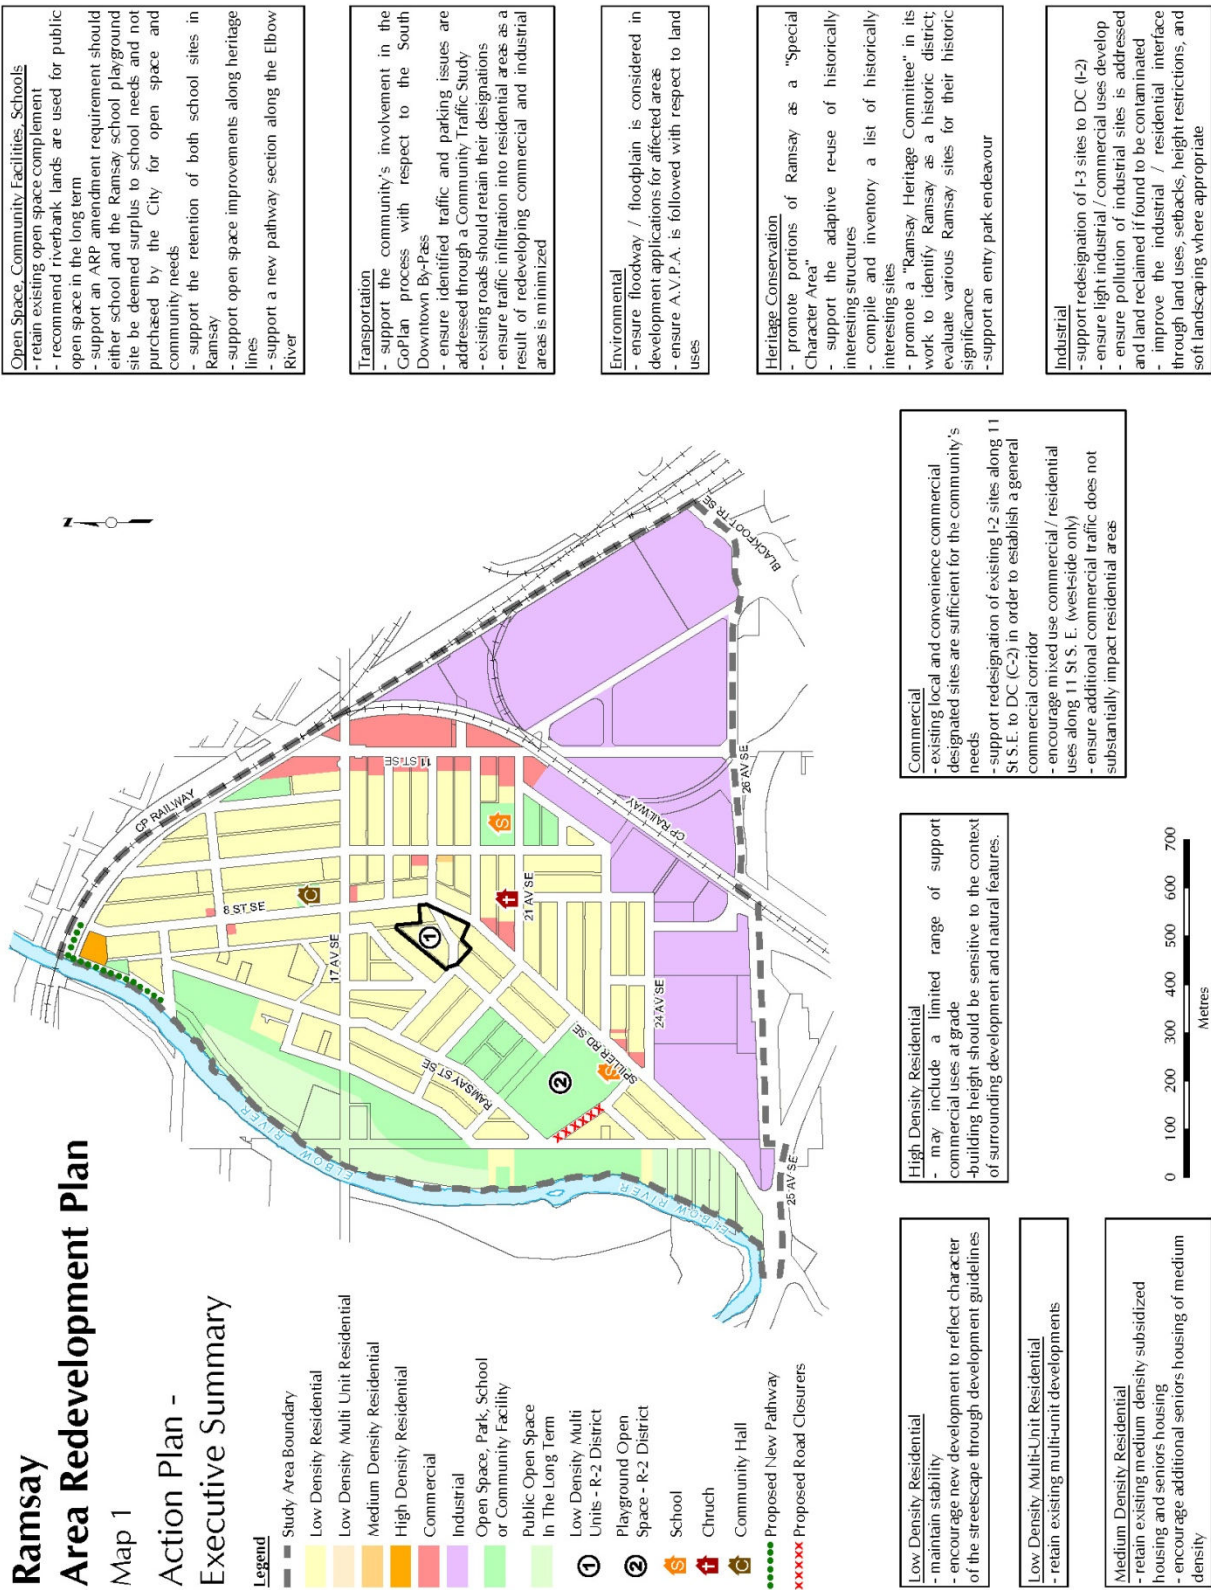 Ramsay
Area Redevelopment Plan
Map 1
Action Plan -
Executive Summary
Legend
Study Area Boundary
Low Density Residential
Low Density Multi Unit Residential
Medium Density Residential
High Density Residential
Commercial
Industrial
Open Space, Park, School
or Community Facility
Public Open Space
In The Long Term
1
Low Density Multi
Units - R-2 District
2
Playground Open
Space - R-2 District
S
School
Chruch
C
Community Hall
Proposed New Pathway
xxxxx Proposed Road Closurers
N
CP RAILWAY
8 ST SE
C
11 ST SE
17 AV SE
1
21 AV SE
S
ELBOW RIVER
RAMSAY ST SE
2
SPILLER RD SE
S
24 AV SE
CP RAILWAY
ELBOW RIVER
25 AV SE
26 AV SE
BLACKFOOT TR SE
0 100 200 300 400 500 600 700
Metres
Open Space, Community Facilities, Schools
- retain existing open space complement
- recommend riverbank lands are used for public
open space in the long term
- support an ARP amendment requirement should
either school and the Ramsay school playground
site be deemed surplus to school needs and not
purchased by the City for open space and
community needs
- support the retention of both school sites in
Ramsay
- support open space improvements along heritage
lines
- support a new pathway section along the Elbow
River
Transportation
- support the community's involvement in the
GoPlan process with respect to the South
Downtown By-Pass
- ensure identified traffic and parking issues are
addressed through a Community Traffic Study
- existing roads should retain their designations
- ensure traffic infiltration into residential areas as a
result of redeveloping commercial and industrial
areas is minimized
Environmental
- ensure floodway / floodplain is considered in
development applications for affected areas
- ensure A.V.P.A. is followed with respect to land
uses
Heritage Conservation
- promote portions of Ramsay as a "Special
Character Area"
- support the adaptive re-use of historically
interesting structures
- compile and inventory a list of historically
interesting sites
- promote a "Ramsay Heritage Committee" in its
work to identify Ramsay as a historic district;
evaluate various Ramsay sites for their historic
significance
- support an entry park endeavour
Industrial
- support redesignation of I-3 sites to DC (I-2)
- ensure light industrial / commercial uses develop
- ensure pollution of industrial sites is addressed
and land reclaimed if found to be contaminated
- improve the industrial / residential interface
through land uses, setbacks, height restrictions, and
soft landscaping where appropriate
Low Density Residential
- maintain stability
- encourage new development to reflect character
of the streetscape through development guidelines
Low Density Multi-Unit Residential
- retain existing multi-unit developments
Medium Density Residential
- retain existing medium density subsidized
housing and seniors housing
- encourage additional seniors housing of medium
density
High Density Residential
- may include a limited range of support
commercial uses at grade
-building height should be sensitive to the context
of surrounding development and natural features.
Commercial
- existing local and convenience commercial
designated sites are sufficient for the community's
needs
- support redesignation of existing I-2 sites along 11
St S.E. to DC (C-2) in order to establish a general
commercial corridor
- encourage mixed use commercial / residential
uses along 11 St S. E. (west-side only)
- ensure additional commercial traffic does not
substantially impact residential areas